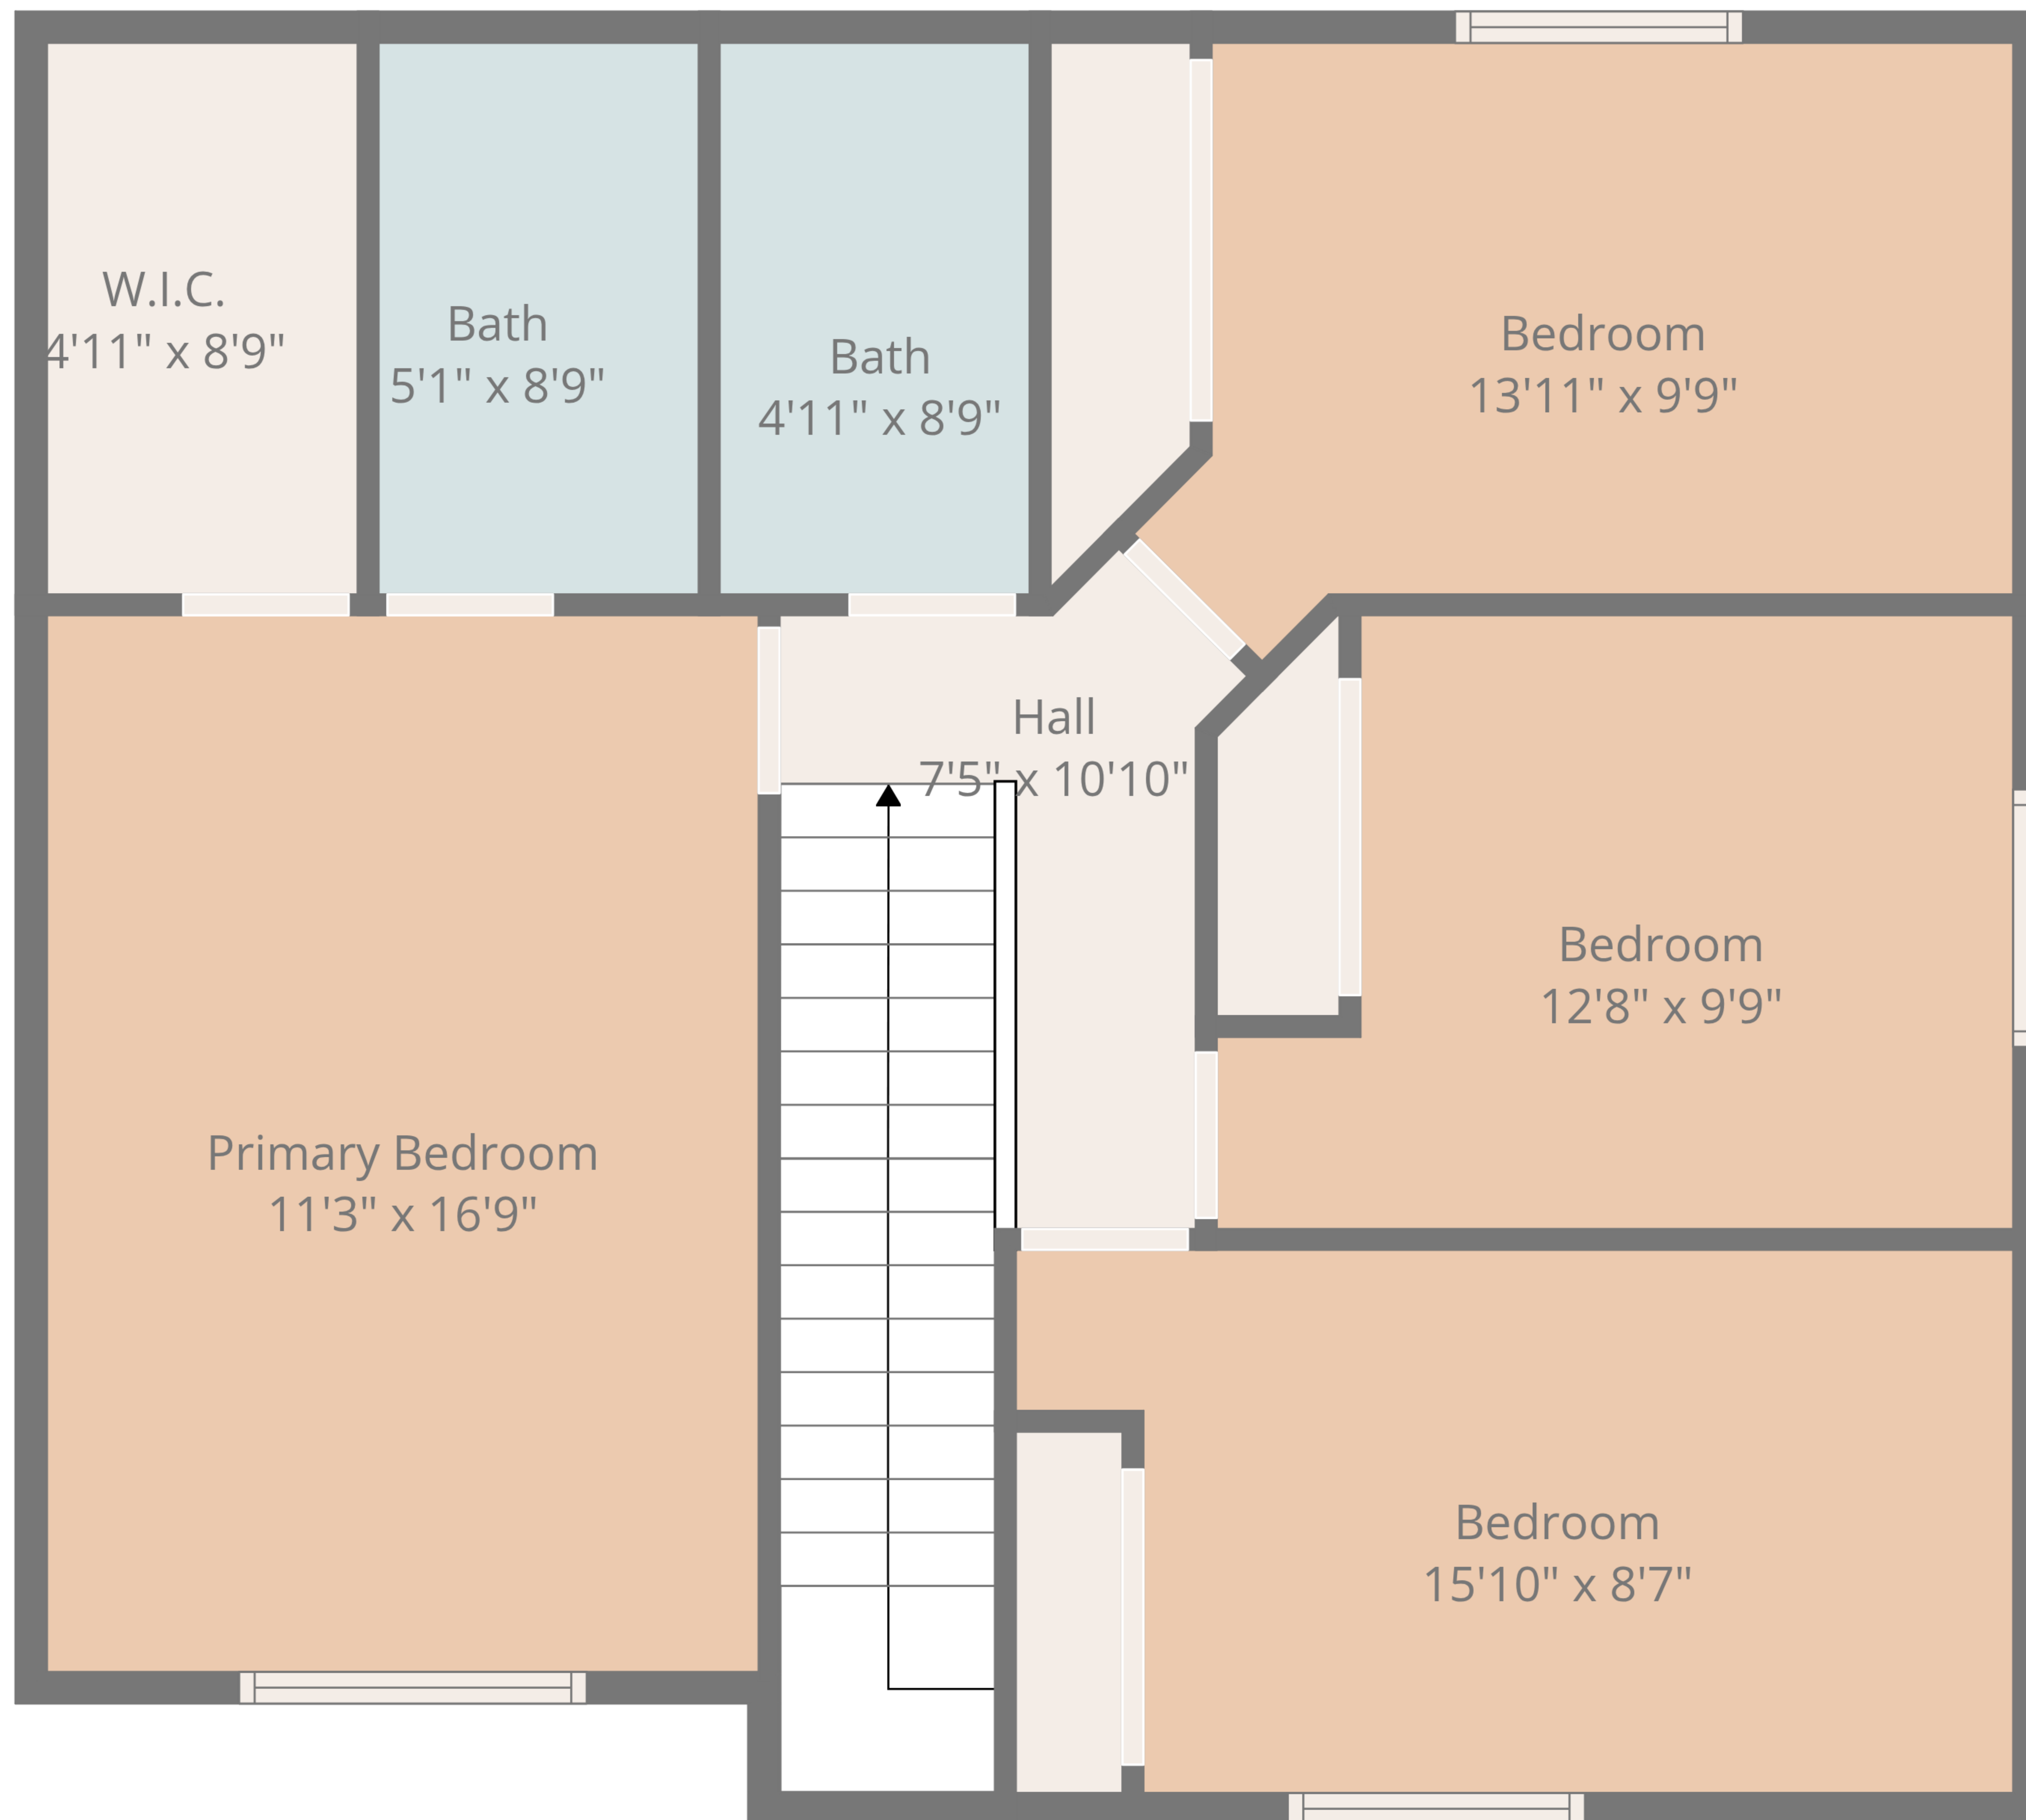 W.I.C.
4'11" x 8'9"
Bath
5'1" x 8'9"
Bath
4'11" x 8'9"
Bedroom
13'11" x 9'9"
Hall
7'5" x 10'10"
Bedroom
12'8" x 9'9"
Primary Bedroom
11'3" x 16'9"
Bedroom
15'10" x 8'7"